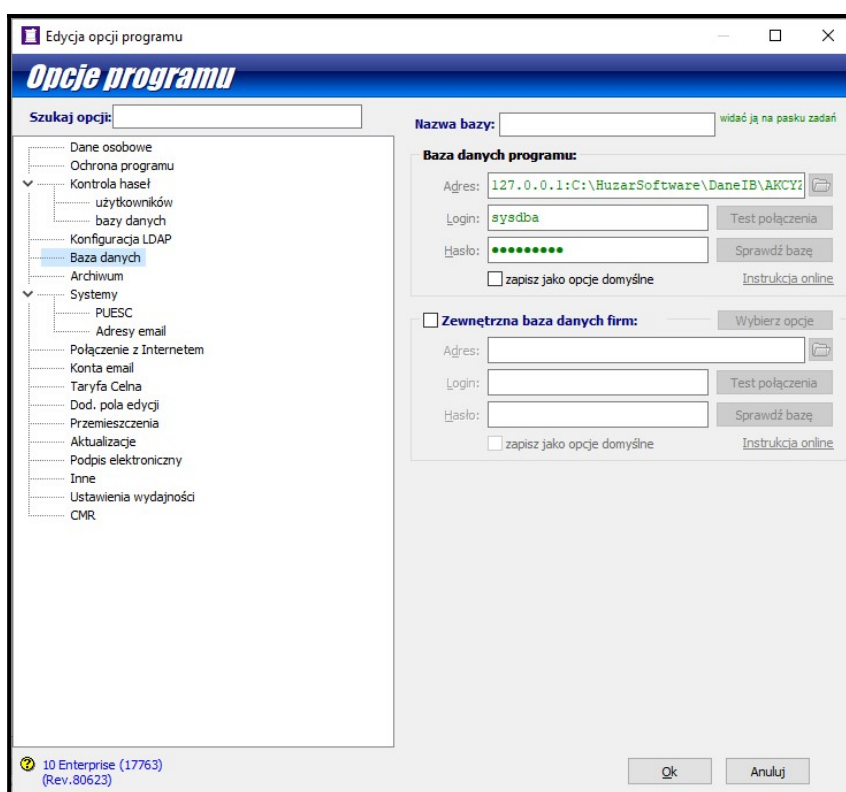 Edycja opcji programu
Opcje programu
Szukaj opcji:
Dane osobowe
Ochrona programu
Kontrola haseł
użytkowników
bazy danych
Konfiguracja LDAP
Baza danych
Archiwum
Systemy
PUESC
Adresy email
Połączenie z Internetem
Konta email
Taryfa Celna
Dod. pola edycji
Przemieszczenia
Aktualizacje
Podpis elektroniczny
Inne
Ustawienia wydajności
CMR
Nazwa bazy: widać ją na pasku zadań
Baza danych programu:
Adres: 127.0.0.1:C:\HuzarSoftware\DaneIB\AKCYZ
Login: sysdba Test połączenia
Hasło: ●●●●●●●●● Sprawdź bazę
zapisz jako opcje domyślne Instrukcja online
Zewnętrzna baza danych firm: Wybierz opcje
Adres:
Login: Test połączenia
Hasło: Sprawdź bazę
zapisz jako opcje domyślne Instrukcja online
10 Enterprise (17763)
(Rev.80623)
Ok Anuluj